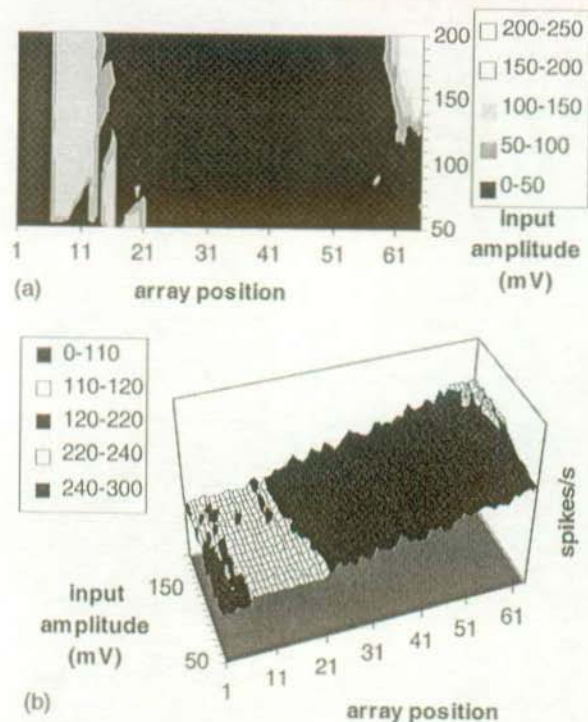 200
150
100
50
1 11 21 31 41 51 61
array position
(a)
200-250
150-200
100-150
50-100
0-50
input
amplitude
(mV)
0-110
110-120
120-220
220-240
240-300
150
50
input
amplitude
(mV)
1 11 21 31 41 51 61
array position
spikes/s
(b)